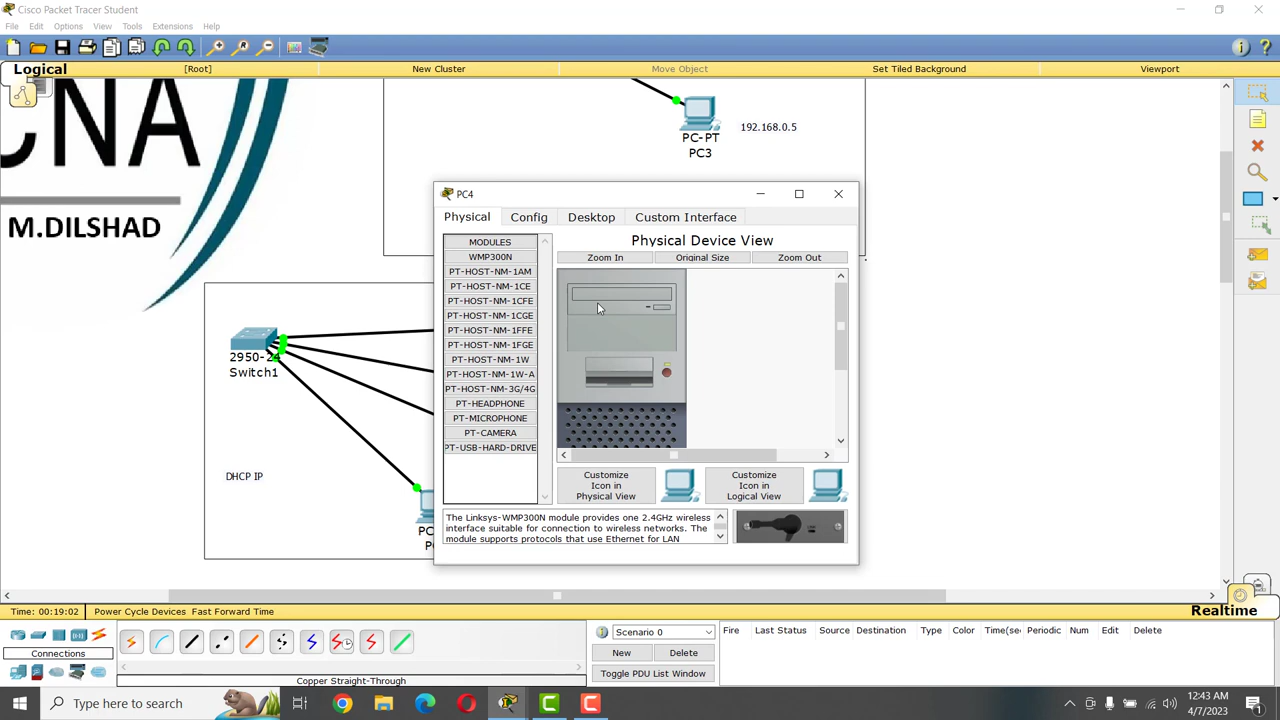 Cisco Packet Tracer Student
File Edit Options View Tools Extensions Help
Logical [Root] New Cluster Move Object Set Tiled Background Viewport
CNA
M.DILSHAD
PC-PT
PC3
192.168.0.5
2950-24
Switch1
DHCP IP
PC4
Physical Config Desktop Custom Interface
MODULES
WMP300N
PT-HOST-NM-1AM
PT-HOST-NM-1CE
PT-HOST-NM-1CFE
PT-HOST-NM-1CGE
PT-HOST-NM-1FFE
PT-HOST-NM-1FGE
PT-HOST-NM-1W
PT-HOST-NM-1W-A
PT-HOST-NM-3G/4G
PT-HEADPHONE
PT-MICROPHONE
PT-CAMERA
PT-USB-HARD-DRIVE
Physical Device View
Zoom In Original Size Zoom Out
Customize
Icon in
Physical View
Customize
Icon in
Logical View
The Linksys-WMP300N module provides one 2.4GHz wireless
interface suitable for connection to wireless networks. The
module supports protocols that use Ethernet for LAN
PC
P
Time: 00:19:02 Power Cycle Devices Fast Forward Time
Realtime
Connections
Copper Straight-Through
Scenario 0
New Delete
Toggle PDU List Window
Fire Last Status Source Destination Type Color Time(sec Periodic Num Edit Delete
Type here to search
12:43 AM
4/7/2023